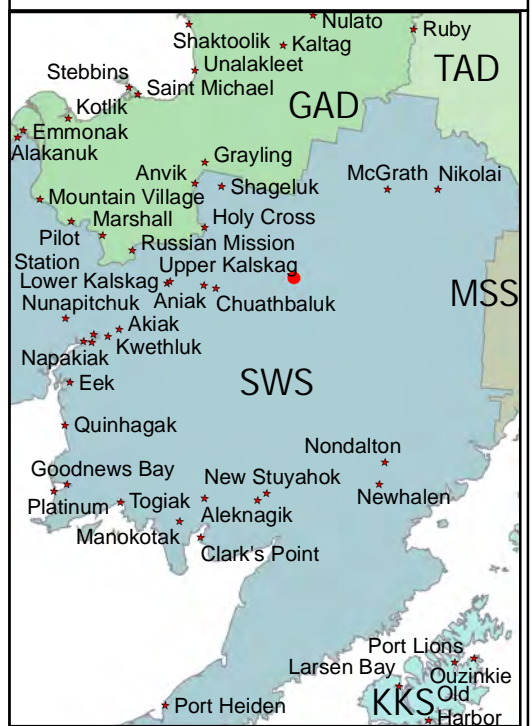 Nulato
Ruby
Shaktoolik
Kaltag
Unalakleet
TAD
Stebbins
Saint Michael
GAD
Kotlik
Emmonak
Alakanuk
Grayling
Anvik
Shageluk
McGrath
Nikolai
Mountain Village
Marshall
Holy Cross
Pilot
Station
Russian Mission
Upper Kalskag
Lower Kalskag
Aniak
Chuathbaluk
MSS
Nunapitchuk
Akiak
Kwethluk
Napakiak
Eek
SWS
Quinhagak
Nondalton
Goodnews Bay
New Stuyahok
Newhalen
Platinum
Togiak
Aleknagik
Manokotak
Clark's Point
Port Lions
Larsen Bay
Ouzinkie
KKS
Old
Harbor
Port Heiden